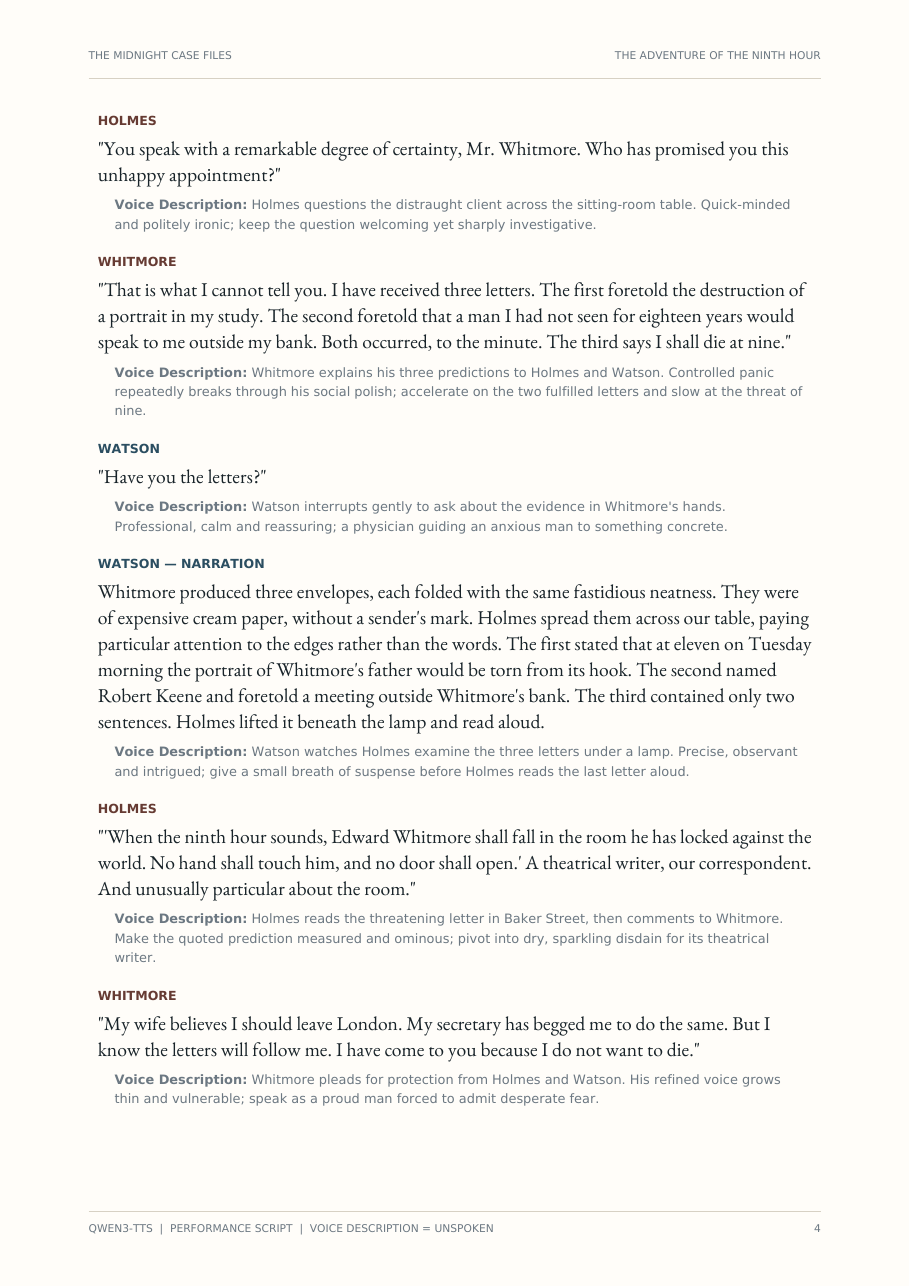 THE MIDNIGHT CASE FILES
THE ADVENTURE OF THE NINTH HOUR
HOLMES
"You speak with a remarkable degree of certainty, Mr. Whitmore. Who has promised you this
unhappy appointment?"
Voice Description: Holmes questions the distraught client across the sitting-room table. Quick-minded
and politely ironic; keep the question welcoming yet sharply investigative.
WHITMORE
"That is what I cannot tell you. I have received three letters. The first foretold the destruction of
a portrait in my study. The second foretold that a man I had not seen for eighteen years would
speak to me outside my bank. Both occurred, to the minute. The third says I shall die at nine."
Voice Description: Whitmore explains his three predictions to Holmes and Watson. Controlled panic
repeatedly breaks through his social polish; accelerate on the two fulfilled letters and slow at the threat of
nine.
WATSON
"Have you the letters?"
Voice Description: Watson interrupts gently to ask about the evidence in Whitmore's hands.
Professional, calm and reassuring; a physician guiding an anxious man to something concrete.
WATSON — NARRATION
Whitmore produced three envelopes, each folded with the same fastidious neatness. They were
of expensive cream paper, without a sender's mark. Holmes spread them across our table, paying
particular attention to the edges rather than the words. The first stated that at eleven on Tuesday
morning the portrait of Whitmore's father would be torn from its hook. The second named
Robert Keene and foretold a meeting outside Whitmore's bank. The third contained only two
sentences. Holmes lifted it beneath the lamp and read aloud.
Voice Description: Watson watches Holmes examine the three letters under a lamp. Precise, observant
and intrigued; give a small breath of suspense before Holmes reads the last letter aloud.
HOLMES
"'When the ninth hour sounds, Edward Whitmore shall fall in the room he has locked against the
world. No hand shall touch him, and no door shall open.' A theatrical writer, our correspondent.
And unusually particular about the room."
Voice Description: Holmes reads the threatening letter in Baker Street, then comments to Whitmore.
Make the quoted prediction measured and ominous; pivot into dry, sparkling disdain for its theatrical
writer.
WHITMORE
"My wife believes I should leave London. My secretary has begged me to do the same. But I
know the letters will follow me. I have come to you because I do not want to die."
Voice Description: Whitmore pleads for protection from Holmes and Watson. His refined voice grows
thin and vulnerable; speak as a proud man forced to admit desperate fear.
QWEN3-TTS | PERFORMANCE SCRIPT | VOICE DESCRIPTION = UNSPOKEN
4